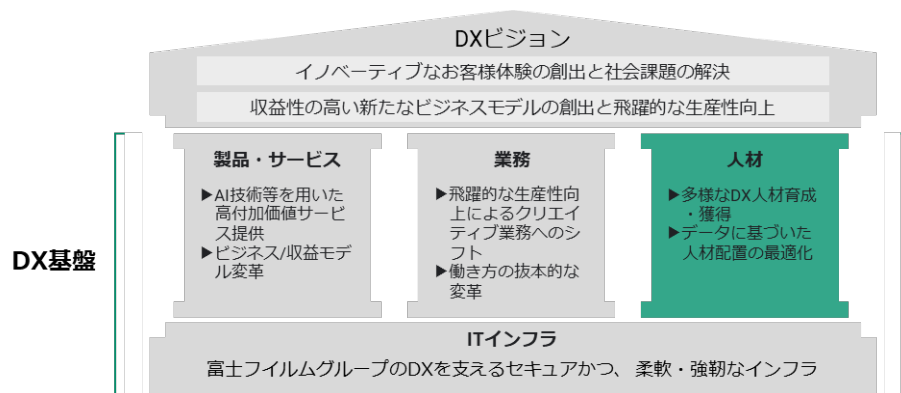 DXビジョン
イノベーティブなお客様体験の創出と社会課題の解決
収益性の高い新たなビジネスモデルの創出と飛躍的な生産性向上
DX基盤
製品・サービス
▶AI技術等を用いた
高付加価値サービ
ス提供
▶ビジネス/収益モデ
ル変革
業務
▶飛躍的な生産性向
上によるクリエイ
ティブ業務へのシ
フト
▶働き方の抜本的な
変革
人材
▶多様なDX人材育成
・獲得
▶データに基づいた
人材配置の最適化
ITインフラ
富士フイルムグループのDXを支えるセキュアかつ、柔軟・強靭なインフラ